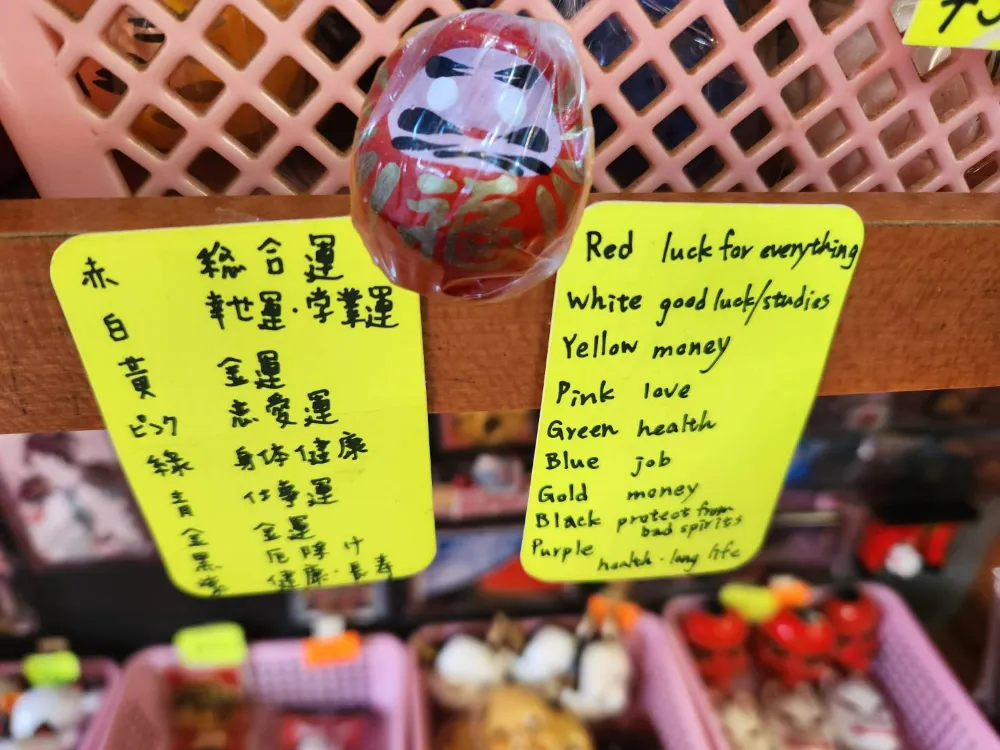 福
赤 総合運
白 幸せ運・学業運
黄 金運
ピンク 恋愛運
緑 身体健康
青 仕事運
金 金運
黒 厄除け
紫 健康・長寿
Red luck for everything
White good luck/studies
Yellow money
Pink love
Green health
Blue job
Gold money
Black protect from bad spirits
Purple health・long life